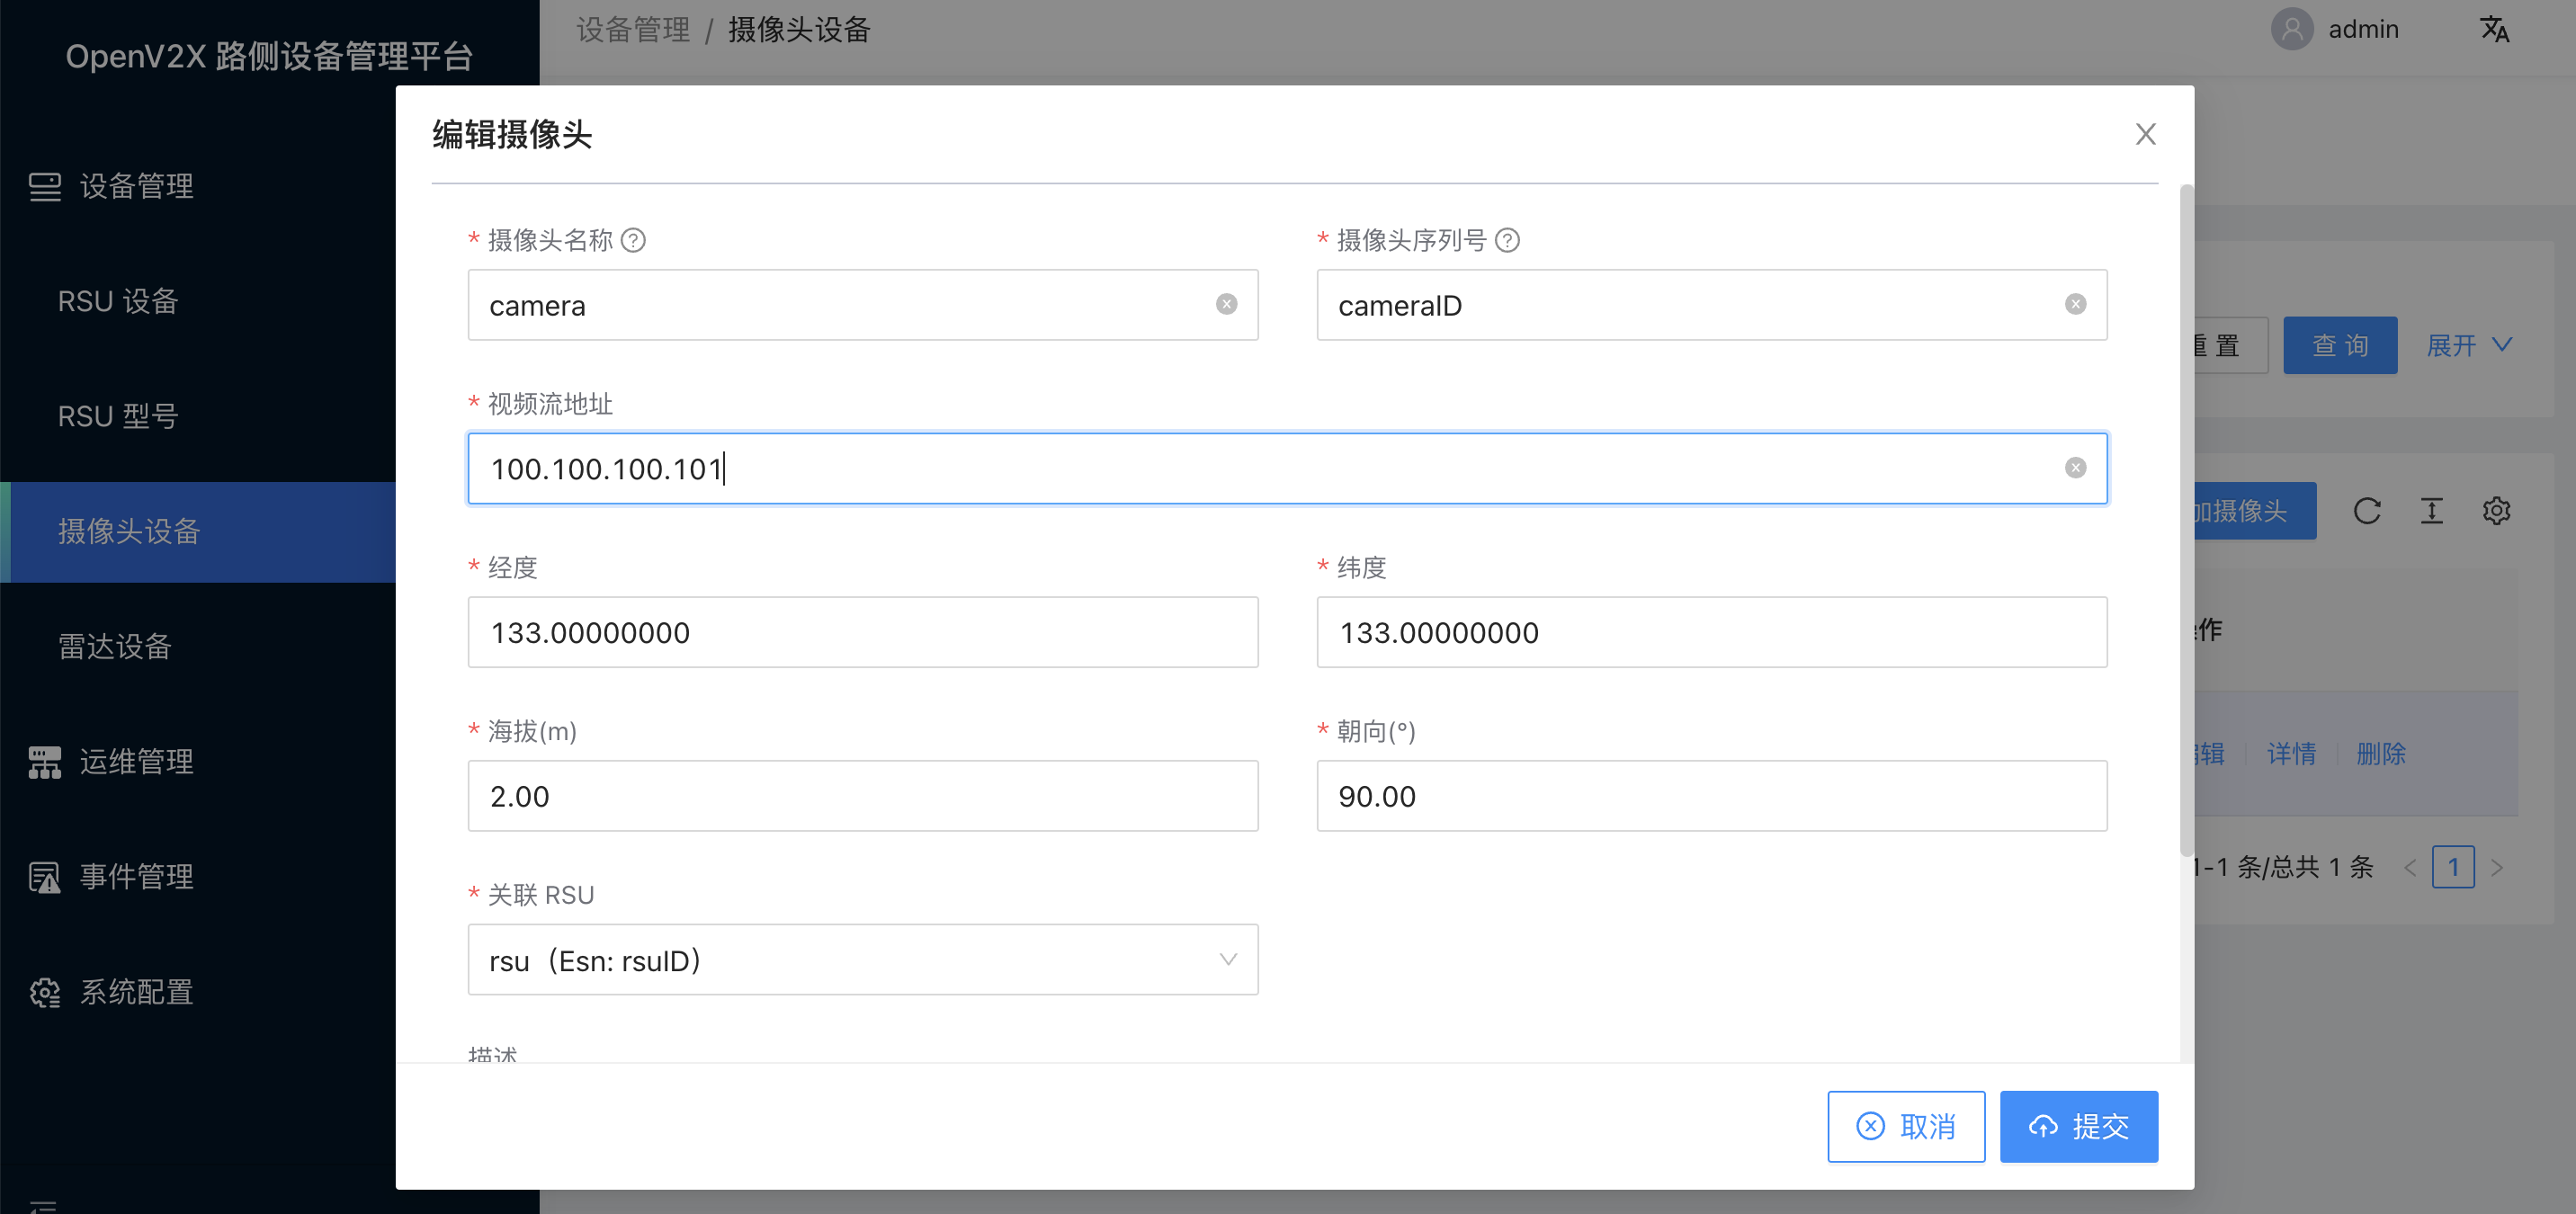 OpenV2X 路侧设备管理平台
设备管理 / 摄像头设备
admin
设备管理
RSU 设备
RSU 型号
摄像头设备
雷达设备
运维管理
事件管理
系统配置
编辑摄像头
* 摄像头名称
camera
* 摄像头序列号
cameraID
* 视频流地址
100.100.100.101
* 经度
133.00000000
* 纬度
133.00000000
* 海拔(m)
2.00
* 朝向(°)
90.00
* 关联 RSU
rsu（Esn: rsuID）
描述
取消
提交
重 置
查 询
展开
加摄像头
操作
编辑
详情
删除
1-1 条/总共 1 条
1